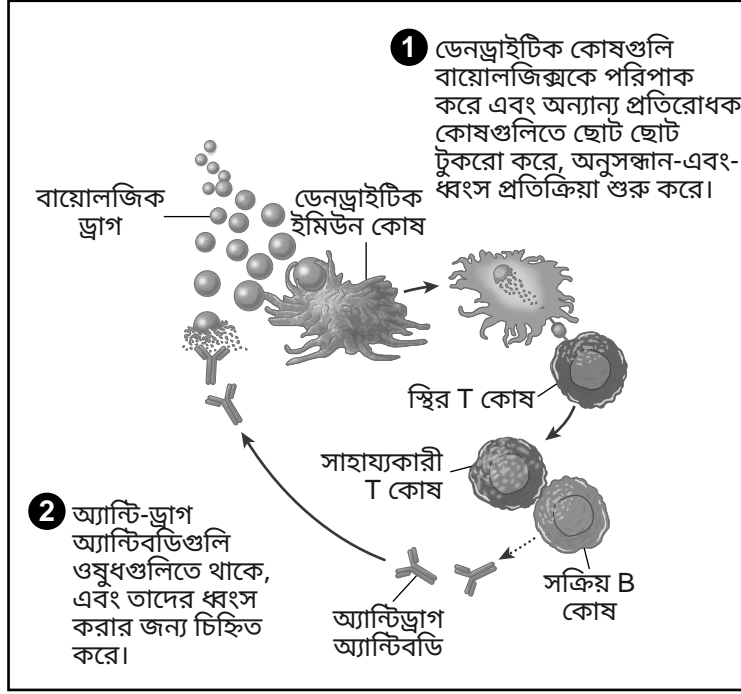 1 ডেনড্রাইটিক কোষগুলি
বায়োলজিক্সকে পরিপাক
করে এবং অন্যান্য প্রতিরোধক
কোষগুলিতে ছোট ছোট
টুকরো করে, অনুসন্ধান-এবং-
ধ্বংস প্রতিক্রিয়া শুরু করে।
বায়োলজিক
ড্রাগ
ডেনড্রাইটিক
ইমিউন কোষ
স্থির T কোষ
সাহায্যকারী
T কোষ
সক্রিয় B
কোষ
অ্যান্টিড্রাগ
অ্যান্টিবডি
2 অ্যান্টি-ড্রাগ
অ্যান্টিবডিগুলি
ওষুধগুলিতে থাকে,
এবং তাদের ধ্বংস
করার জন্য চিহ্নিত
করে।